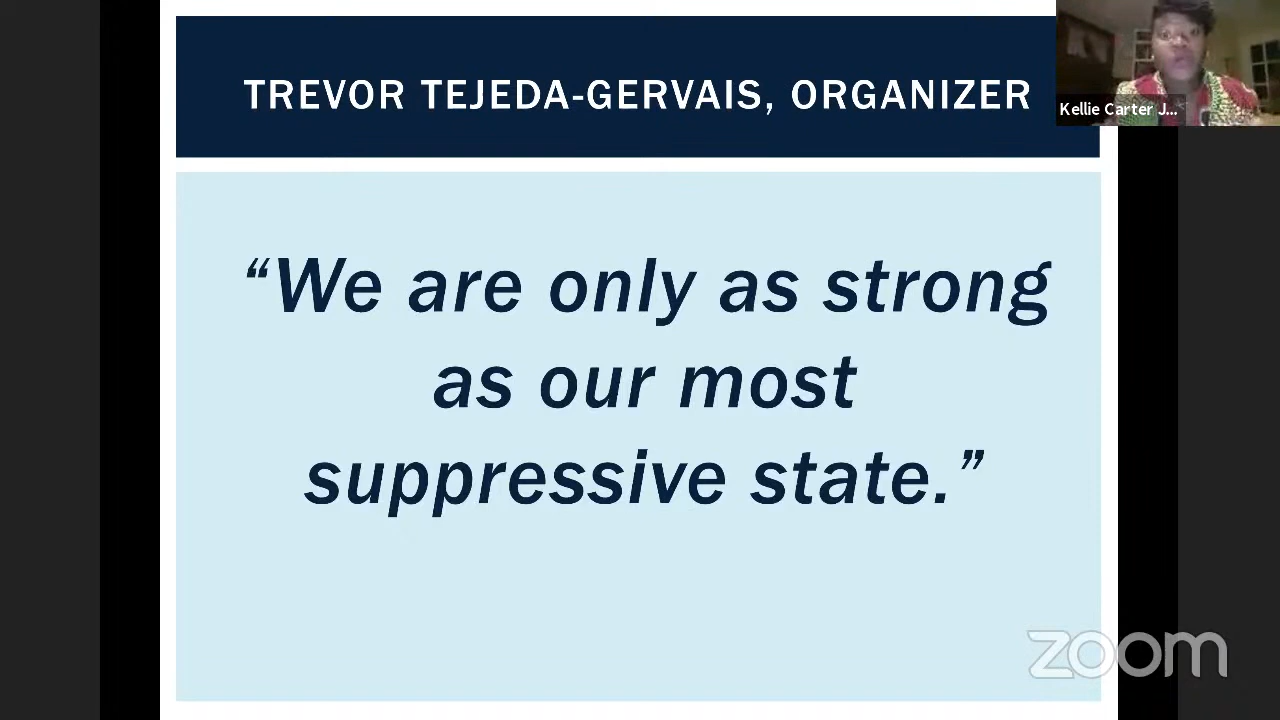 TREVOR TEJEDA-GERVAIS, ORGANIZER
Kellie Carter J...
“We are only as strong
as our most
suppressive state.”
zoom